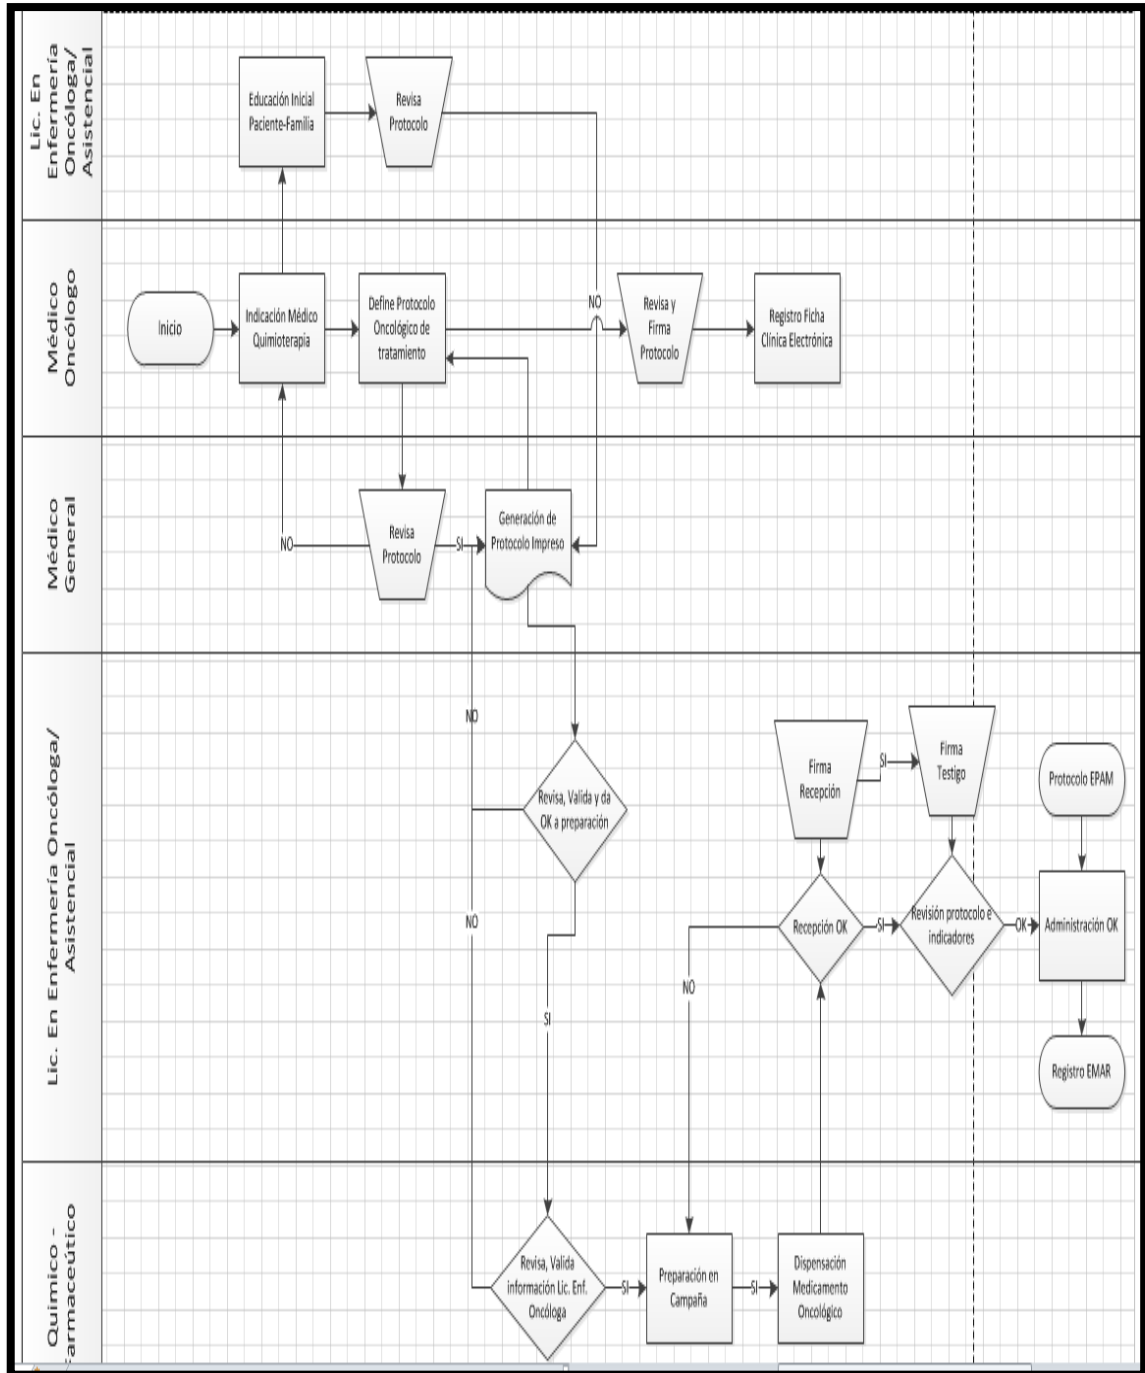 Lic. En
Enfermería
Oncóloga/
Asistencial
Educación Inicial
Paciente-Familia
Revisa
Protocolo
Médico
Oncólogo
Inicio
Indicación Médico
Quimioterapia
Define Protocolo
Oncológico de
tratamiento
NO
Revisa y
Firma
Protocolo
Registro Ficha
Clínica Electrónica
Médico
General
NO
Revisa
Protocolo
SI
Generación de
Protocolo Impreso
Lic. En Enfermería Oncóloga/
Asistencial
NO
Revisa, Valida y da
OK a preparación
NO
SI
Firma
Recepción
SI
Firma
Testigo
Protocolo EPAM
Recepción OK
SI
Revisión protocolo e
indicadores
OK
Administración OK
NO
Registro EMAR
Quimico -
Farmaceútico
Revisa, Valida
información Lic. Enf.
Oncóloga
SI
Preparación en
Campaña
SI
Dispensación
Medicamento
Oncológico